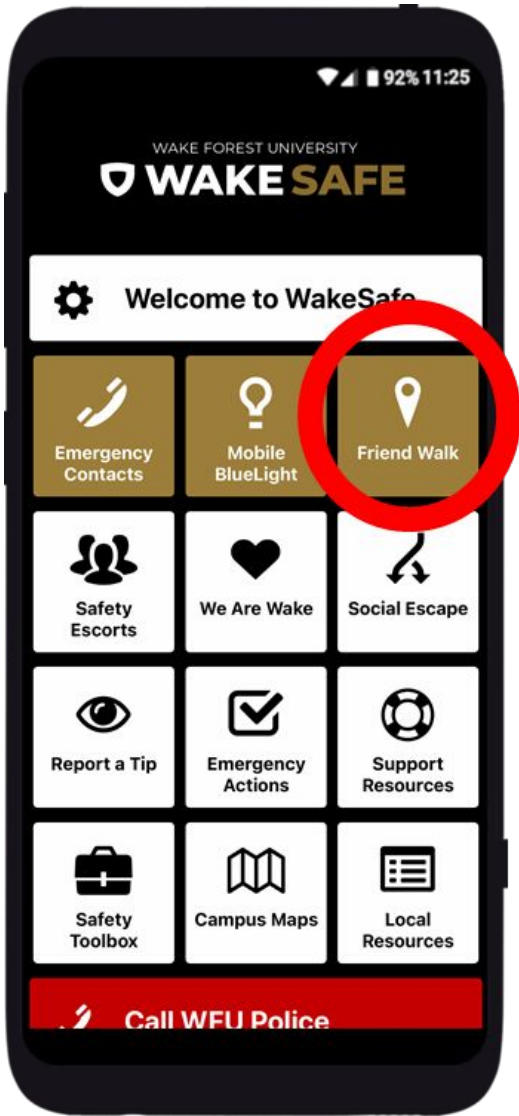 92% 11:25
WAKE FOREST UNIVERSITY
WAKE SAFE
Welcome to WakeSafe
Emergency
Contacts
Mobile
BlueLight
Friend Walk
Safety
Escorts
We Are Wake
Social Escape
Report a Tip
Emergency
Actions
Support
Resources
Safety
Toolbox
Campus Maps
Local
Resources
Call WFU Police